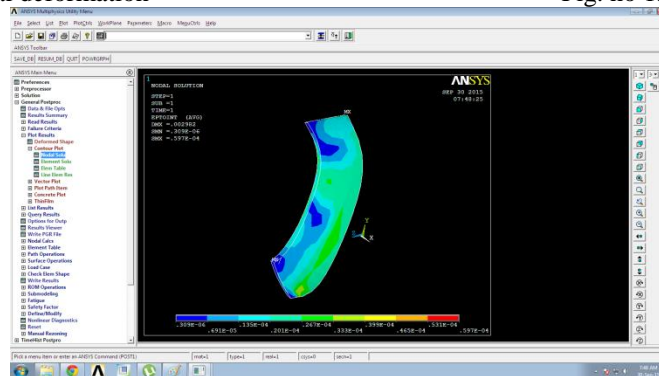 al deformation
Fig. no 13
ANSYS Multiphysics Utility Menu
File Select List Plot PlotCtrls WorkPlane Parameters Macro MenuCtrls Help
ANSYS Toolbar
SAVE_DB RESUM_DB QUIT POWRGRPH
ANSYS Main Menu
Preferences
Preprocessor
Solution
General Postproc
Data & File Opts
Results Summary
Read Results
Failure Criteria
Plot Results
Deformed Shape
Contour Plot
Nodal Solu
Element Solu
Elem Table
Line Elem Res
Vector Plot
Plot Path Item
Concrete Plot
ThinFilm
List Results
Query Results
Options for Outp
Results Viewer
Write PGR File
Nodal Calcs
Element Table
Path Operations
Surface Operations
Load Case
Check Elem Shape
Write Results
ROM Operations
Submodeling
Fatigue
Safety Factor
Define/Modify
Nonlinear Diagnostics
Reset
Manual Rezoning
TimeHist Postpro
1
NODAL SOLUTION
STEP=1
SUB =1
TIME=1
EPTOINT (AVG)
DMX =.002982
SMN =.309E-06
SMX =.597E-04
ANSYS
SEP 30 2015
07:48:25
MX
Y
X
.309E-06 .135E-04 .267E-04 .399E-04 .531E-04
.691E-05 .201E-04 .333E-04 .465E-04 .597E-04
Pick a menu item or enter an ANSYS Command (POST1)
mat=1 type=1 real=1 csys=0 secn=1
7:48 AM